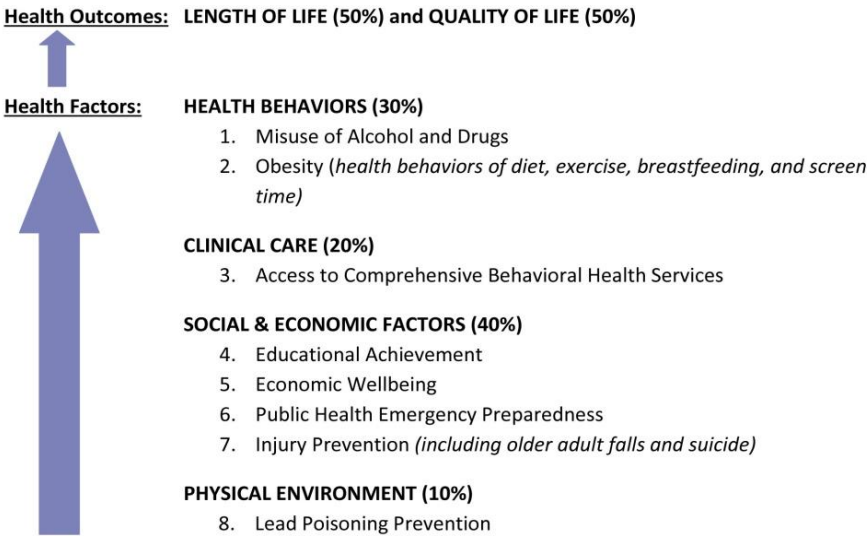 Health Outcomes: LENGTH OF LIFE (50%) and QUALITY OF LIFE (50%)
Health Factors: HEALTH BEHAVIORS (30%)
1. Misuse of Alcohol and Drugs
2. Obesity (health behaviors of diet, exercise, breastfeeding, and screen
time)
CLINICAL CARE (20%)
3. Access to Comprehensive Behavioral Health Services
SOCIAL & ECONOMIC FACTORS (40%)
4. Educational Achievement
5. Economic Wellbeing
6. Public Health Emergency Preparedness
7. Injury Prevention (including older adult falls and suicide)
PHYSICAL ENVIRONMENT (10%)
8. Lead Poisoning Prevention